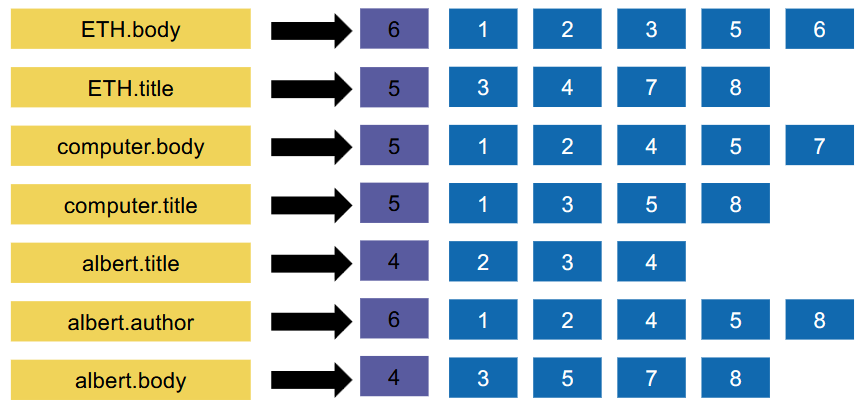 ETH.body 6 1 2 3 5 6
ETH.title 5 3 4 7 8
computer.body 5 1 2 4 5 7
computer.title 5 1 3 5 8
albert.title 4 2 3 4
albert.author 6 1 2 4 5 8
albert.body 4 3 5 7 8